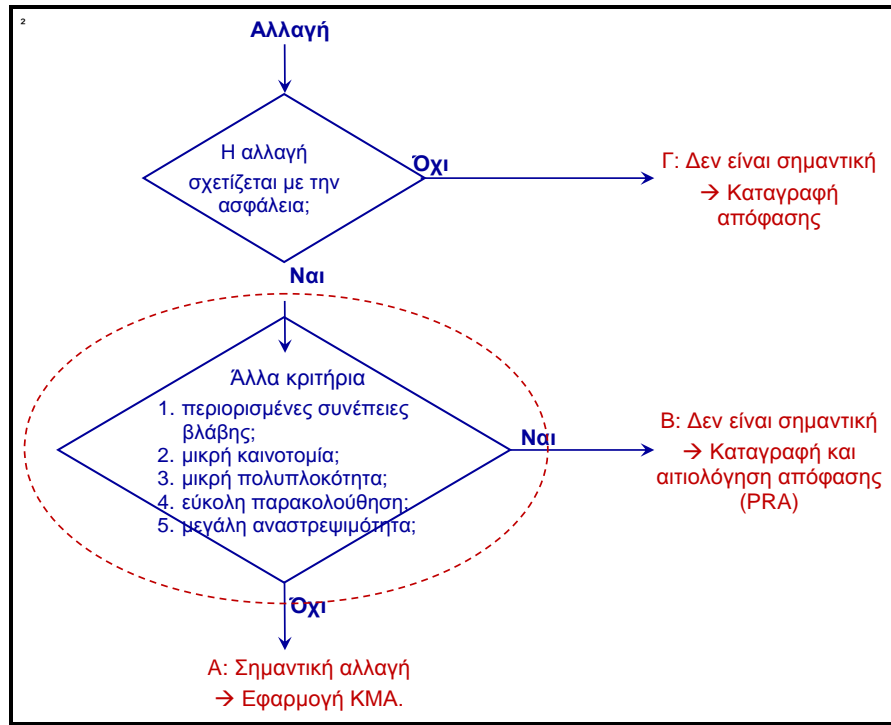 2
Αλλαγή
Η αλλαγή
σχετίζεται με την
ασφάλεια;
Όχι
Γ: Δεν είναι σημαντική
→ Καταγραφή
απόφασης
Ναι
Άλλα κριτήρια
1. περιορισμένες συνέπειες
βλάβης;
2. μικρή καινοτομία;
3. μικρή πολυπλοκότητα;
4. εύκολη παρακολούθηση;
5. μεγάλη αναστρεψιμότητα;
Ναι
Β: Δεν είναι σημαντική
→ Καταγραφή και
αιτιολόγηση απόφασης
(PRA)
Όχι
Α: Σημαντική αλλαγή
→ Εφαρμογή ΚΜΑ.